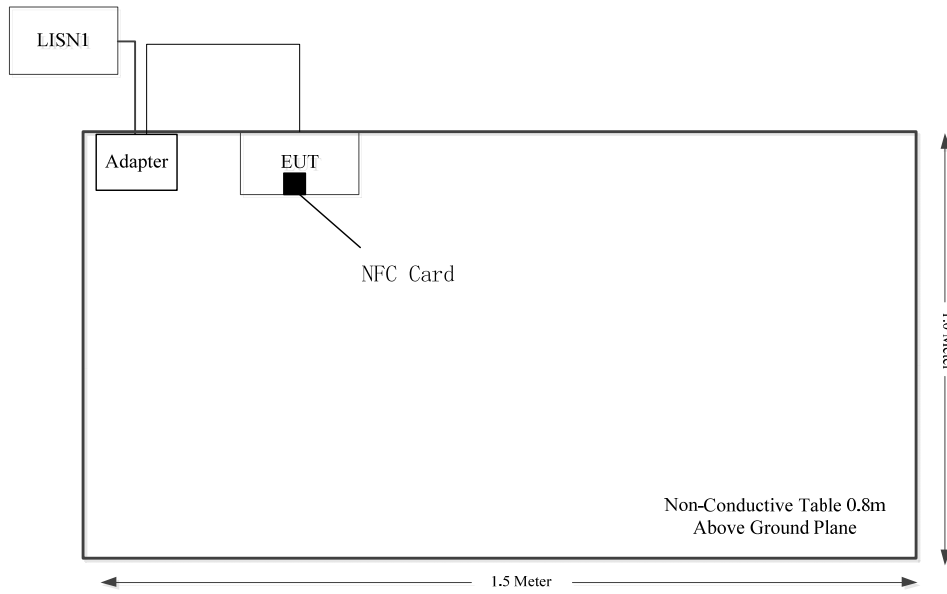 LISN1
Adapter
EUT
NFC Card
Non-Conductive Table 0.8m
Above Ground Plane
1.5 Meter